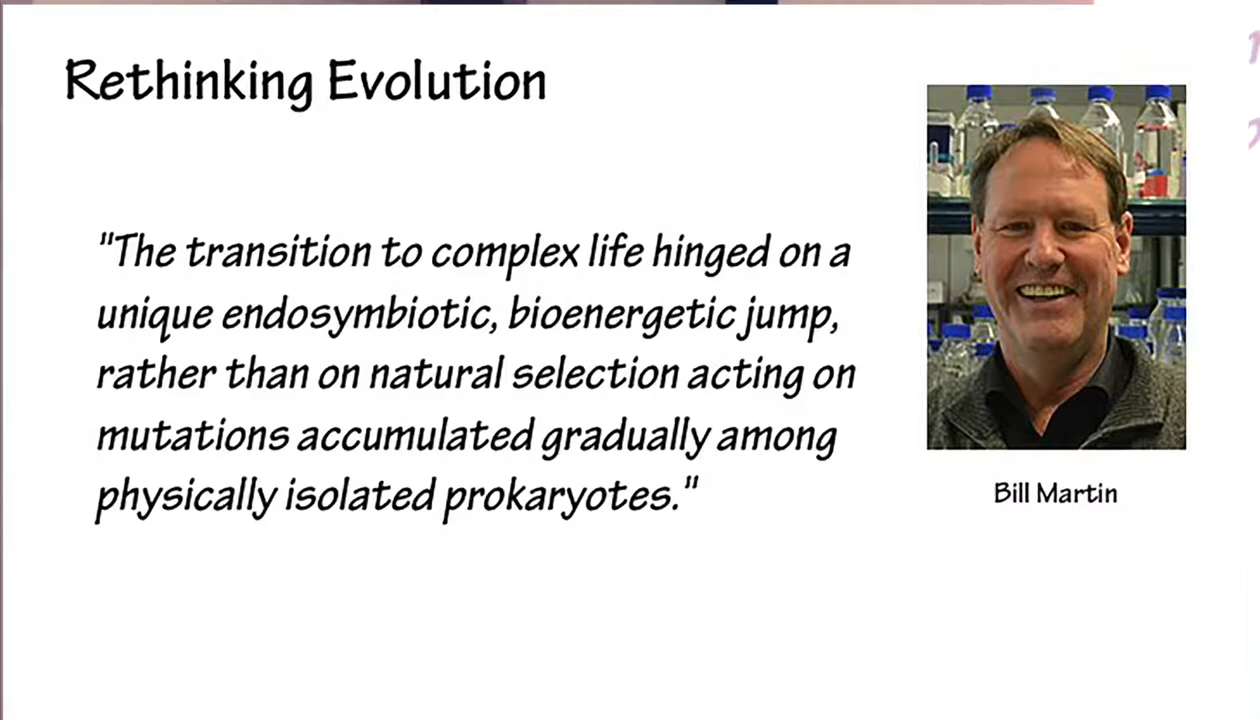 Rethinking Evolution
"The transition to complex life hinged on a
unique endosymbiotic, bioenergetic jump,
rather than on natural selection acting on
mutations accumulated gradually among
physically isolated prokaryotes."
Bill Martin